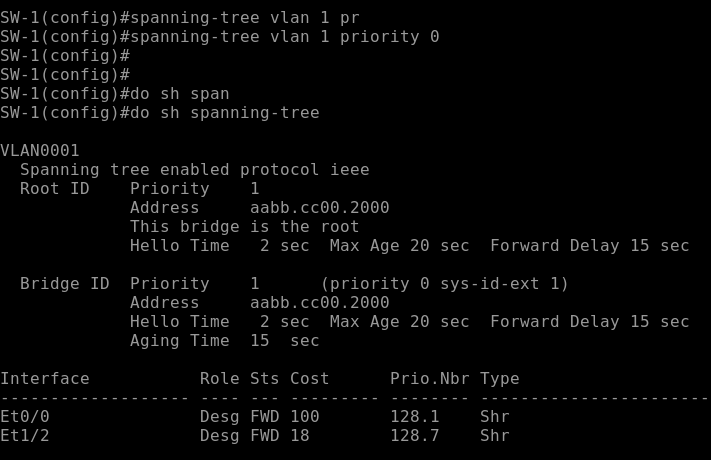 SW-1(config)#spanning-tree vlan 1 pr
SW-1(config)#spanning-tree vlan 1 priority 0
SW-1(config)#
SW-1(config)#
SW-1(config)#do sh span
SW-1(config)#do sh spanning-tree

VLAN0001
  Spanning tree enabled protocol ieee
  Root ID    Priority    1
             Address     aabb.cc00.2000
             This bridge is the root
             Hello Time   2 sec  Max Age 20 sec  Forward Delay 15 sec

  Bridge ID  Priority    1      (priority 0 sys-id-ext 1)
             Address     aabb.cc00.2000
             Hello Time   2 sec  Max Age 20 sec  Forward Delay 15 sec
             Aging Time  15  sec

Interface           Role Sts Cost      Prio.Nbr Type
------------------- ---- --- --------- -------- -----------------------
Et0/0               Desg FWD 100       128.1    Shr
Et1/2               Desg FWD 18        128.7    Shr